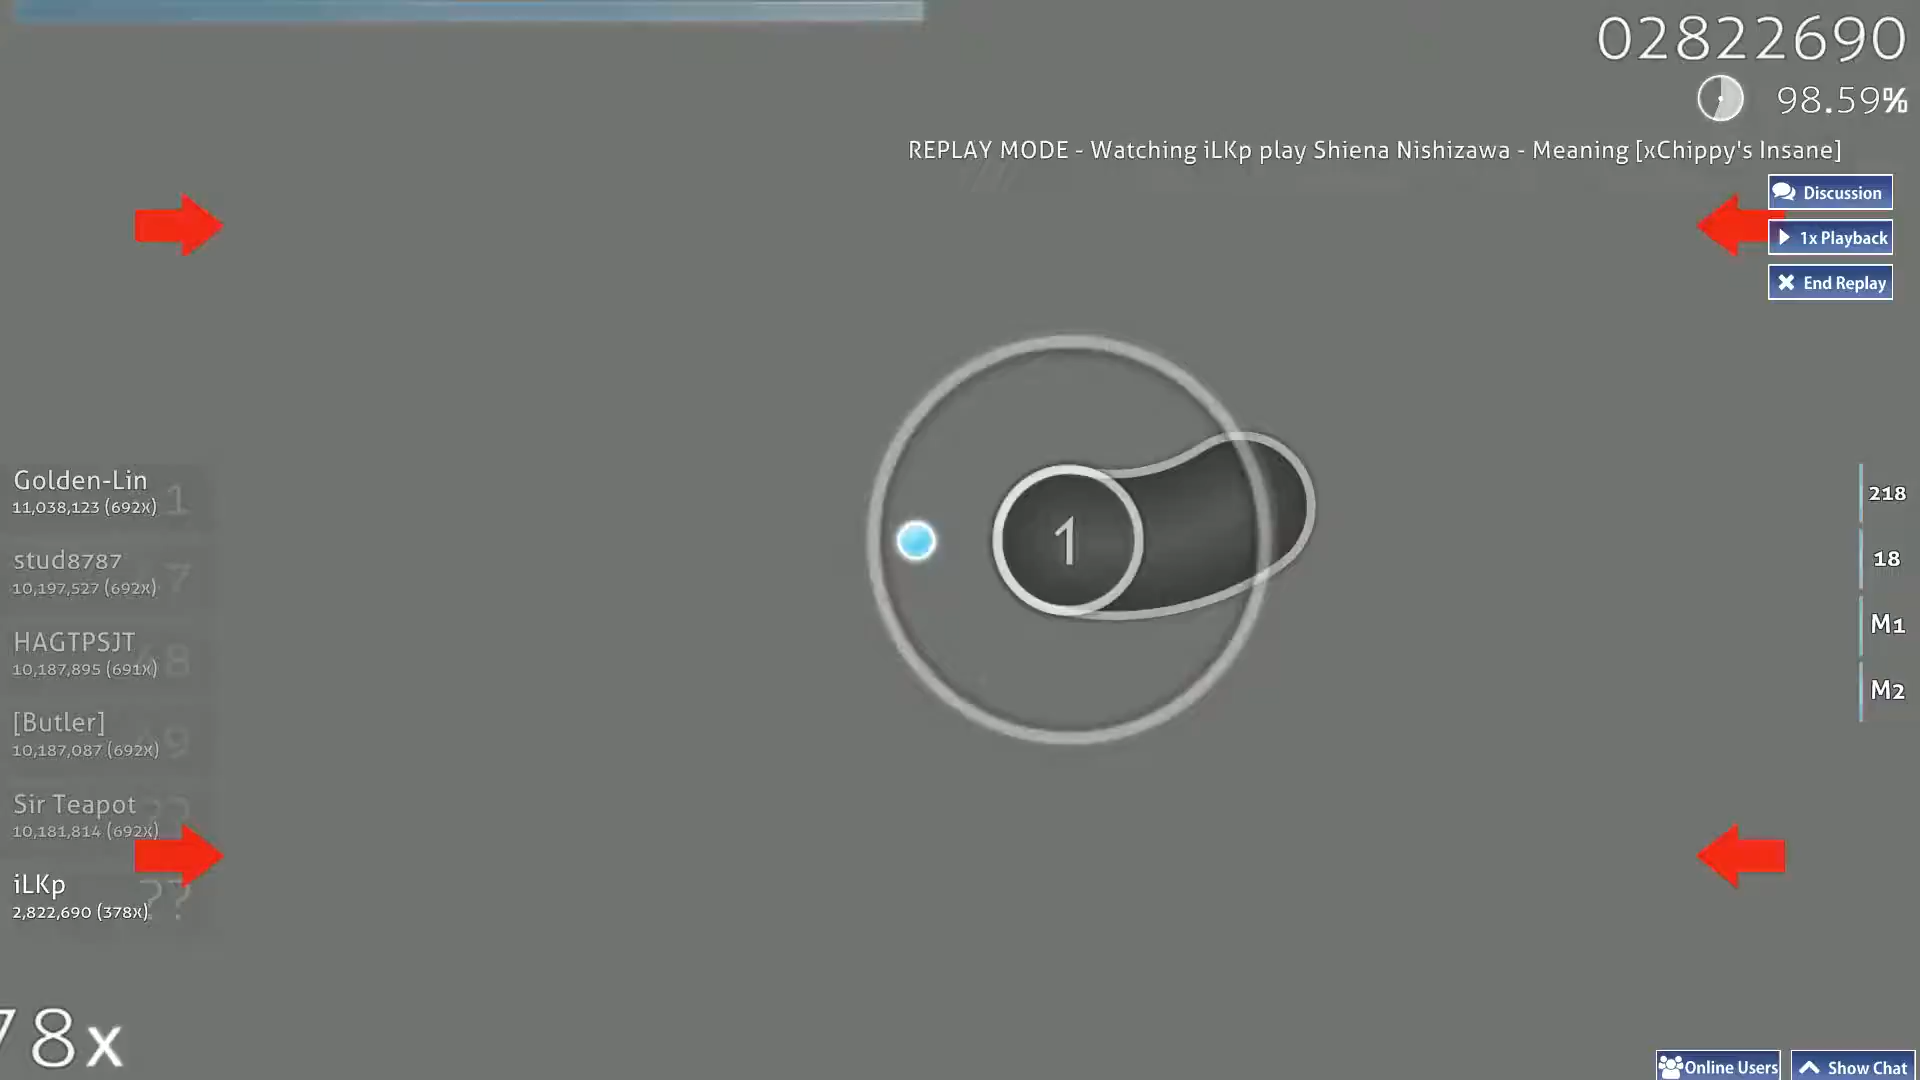 02822690
98.59%
REPLAY MODE - Watching iLKp play Shiena Nishizawa - Meaning [xChippy's Insane]
Discussion
1x Playback
End Replay
1
Golden-Lin
11,038,123 (692x) 1
stud8787
10,197,527 (692x)
HAGTPSJT
10,187,895 (691x)
[Butler]
10,187,087 (692x)
Sir Teapot
10,181,814 (692x)
iLKp
2,822,690 (378x) ??
218
18
M1
M2
78x
Online Users
Show Chat